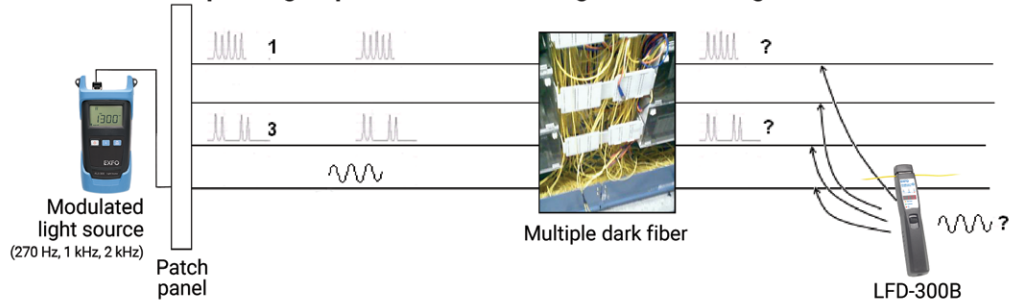 1
?
1300
EXFO
3
?
Modulated
light source
(270 Hz, 1 kHz, 2 kHz)
Patch
panel
Multiple dark fiber
?
LFD-300B